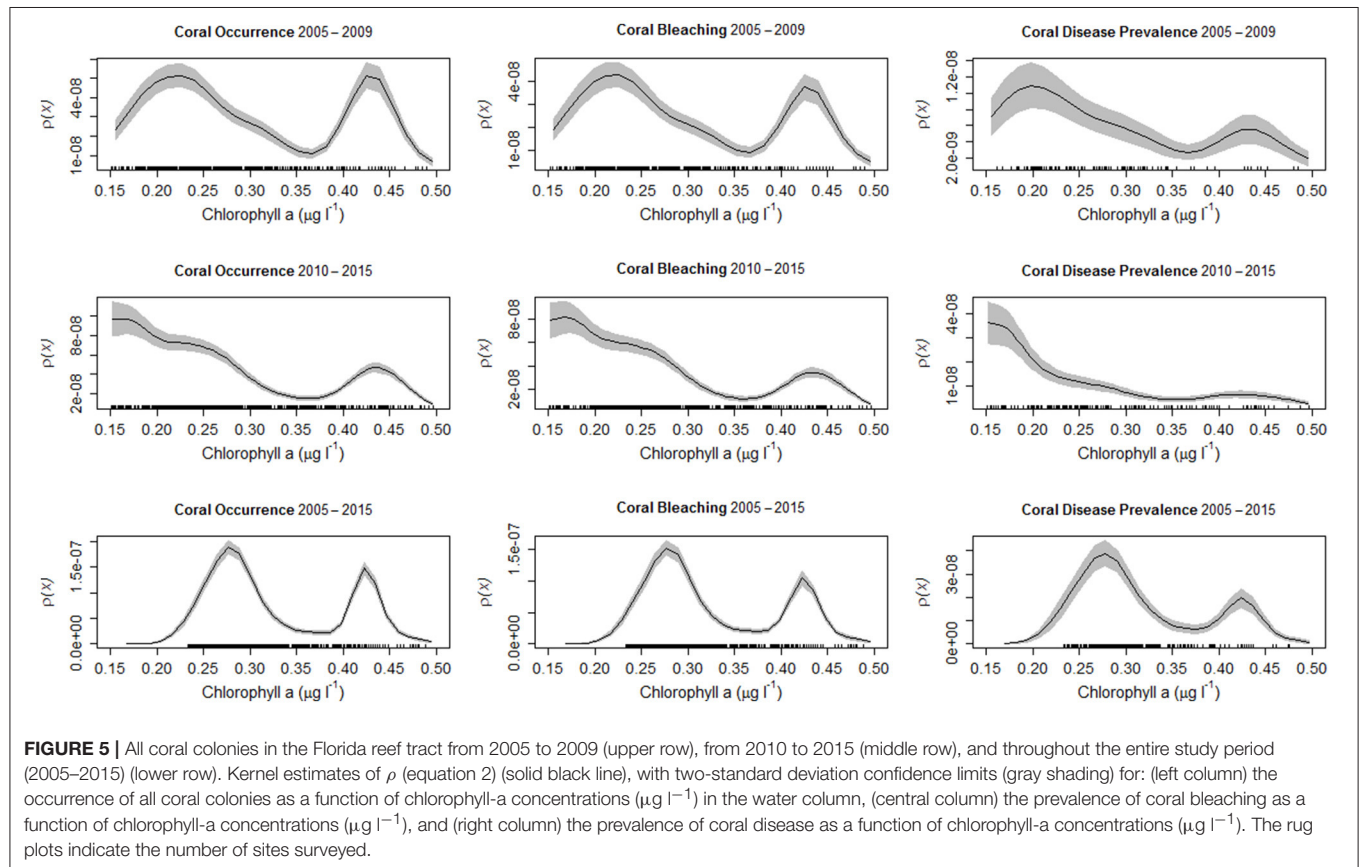 Coral Occurrence 2005 – 2009
ρ(x)
1e-08 4e-08
0.15 0.20 0.25 0.30 0.35 0.40 0.45 0.50
Chlorophyll a (μg l⁻¹)
Coral Bleaching 2005 – 2009
ρ(x)
1e-08 4e-08
0.15 0.20 0.25 0.30 0.35 0.40 0.45 0.50
Chlorophyll a (μg l⁻¹)
Coral Disease Prevalence 2005 – 2009
ρ(x)
2.0e-09 1.2e-08
0.15 0.20 0.25 0.30 0.35 0.40 0.45 0.50
Chlorophyll a (μg l⁻¹)
Coral Occurrence 2010 – 2015
ρ(x)
2e-08 8e-08
0.15 0.20 0.25 0.30 0.35 0.40 0.45 0.50
Chlorophyll a (μg l⁻¹)
Coral Bleaching 2010 – 2015
ρ(x)
2e-08 8e-08
0.15 0.20 0.25 0.30 0.35 0.40 0.45 0.50
Chlorophyll a (μg l⁻¹)
Coral Disease Prevalence 2010 – 2015
ρ(x)
1e-08 4e-08
0.15 0.20 0.25 0.30 0.35 0.40 0.45 0.50
Chlorophyll a (μg l⁻¹)
Coral Occurrence 2005 – 2015
ρ(x)
0.0e+00 1.5e-07
0.15 0.20 0.25 0.30 0.35 0.40 0.45 0.50
Chlorophyll a (μg l⁻¹)
Coral Bleaching 2005 – 2015
ρ(x)
0.0e+00 1.5e-07
0.15 0.20 0.25 0.30 0.35 0.40 0.45 0.50
Chlorophyll a (μg l⁻¹)
Coral Disease Prevalence 2005 – 2015
ρ(x)
0e+00 3e-08
0.15 0.20 0.25 0.30 0.35 0.40 0.45 0.50
Chlorophyll a (μg l⁻¹)
FIGURE 5 | All coral colonies in the Florida reef tract from 2005 to 2009 (upper row), from 2010 to 2015 (middle row), and throughout the entire study period
(2005–2015) (lower row). Kernel estimates of ρ (equation 2) (solid black line), with two-standard deviation confidence limits (gray shading) for: (left column) the
occurrence of all coral colonies as a function of chlorophyll-a concentrations (μg l⁻¹) in the water column, (central column) the prevalence of coral bleaching as a
function of chlorophyll-a concentrations (μg l⁻¹), and (right column) the prevalence of coral disease as a function of chlorophyll-a concentrations (μg l⁻¹). The rug
plots indicate the number of sites surveyed.